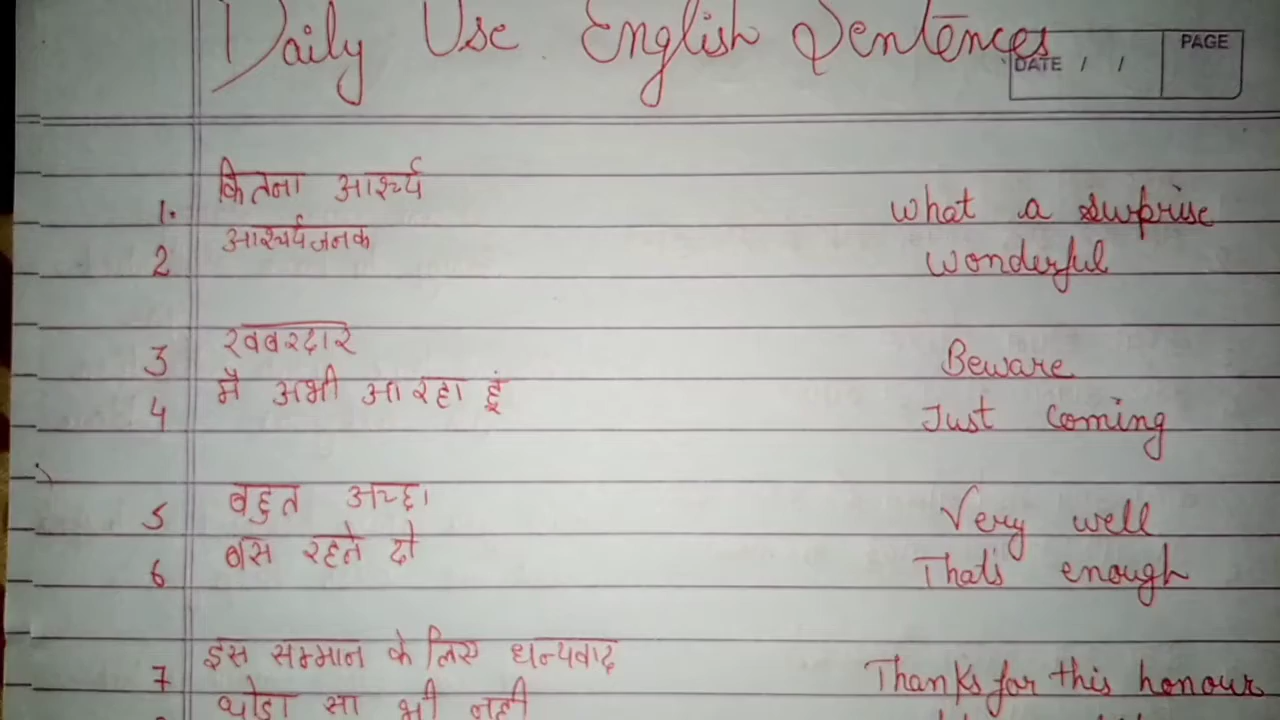 Daily Use English Sentences
DATE / / PAGE
1. कितना आश्चर्य What a surprise
2 आश्चर्यजनक Wonderful
3 खबरदार Beware
4 मै अभी आ रहा हूं Just coming
5 बहुत अच्छा Very well
6 बस रहते दो That's enough
7 इस सम्मान के लिए धन्यवाद Thanks for this honour
थोडा सा भी नही